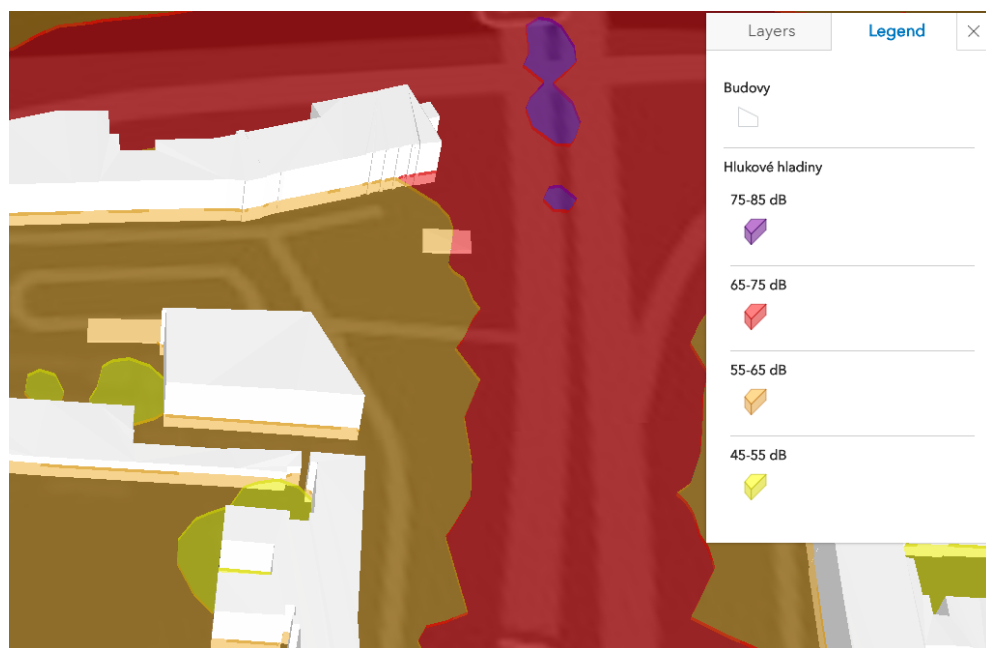 Layers
Legend
Budovy
Hlukové hladiny
75-85 dB
65-75 dB
55-65 dB
45-55 dB